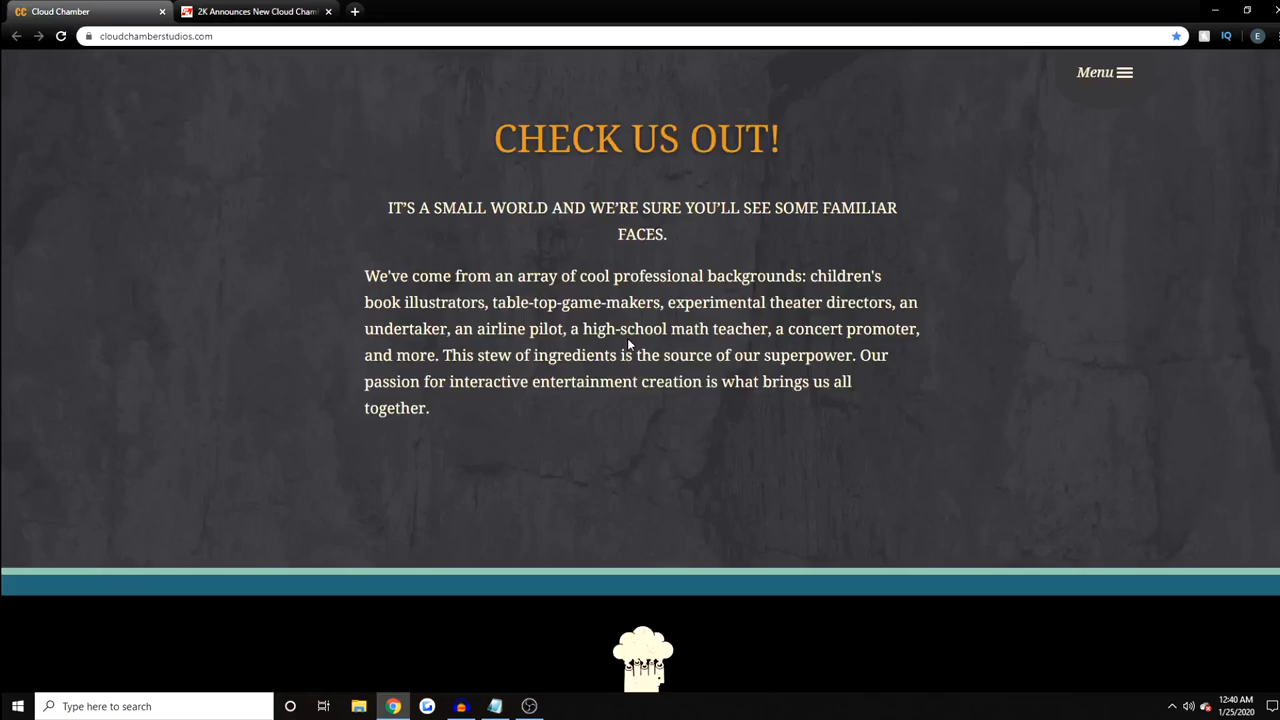 CC Cloud Chamber
2K Announces New Cloud Cham
cloudchamberstudios.com
IQ
E
Menu
CHECK US OUT!
IT’S A SMALL WORLD AND WE’RE SURE YOU’LL SEE SOME FAMILIAR
FACES.
We've come from an array of cool professional backgrounds: children's
book illustrators, table-top-game-makers, experimental theater directors, an
undertaker, an airline pilot, a high-school math teacher, a concert promoter,
and more. This stew of ingredients is the source of our superpower. Our
passion for interactive entertainment creation is what brings us all
together.
Type here to search
12:40 AM
1/25/2020